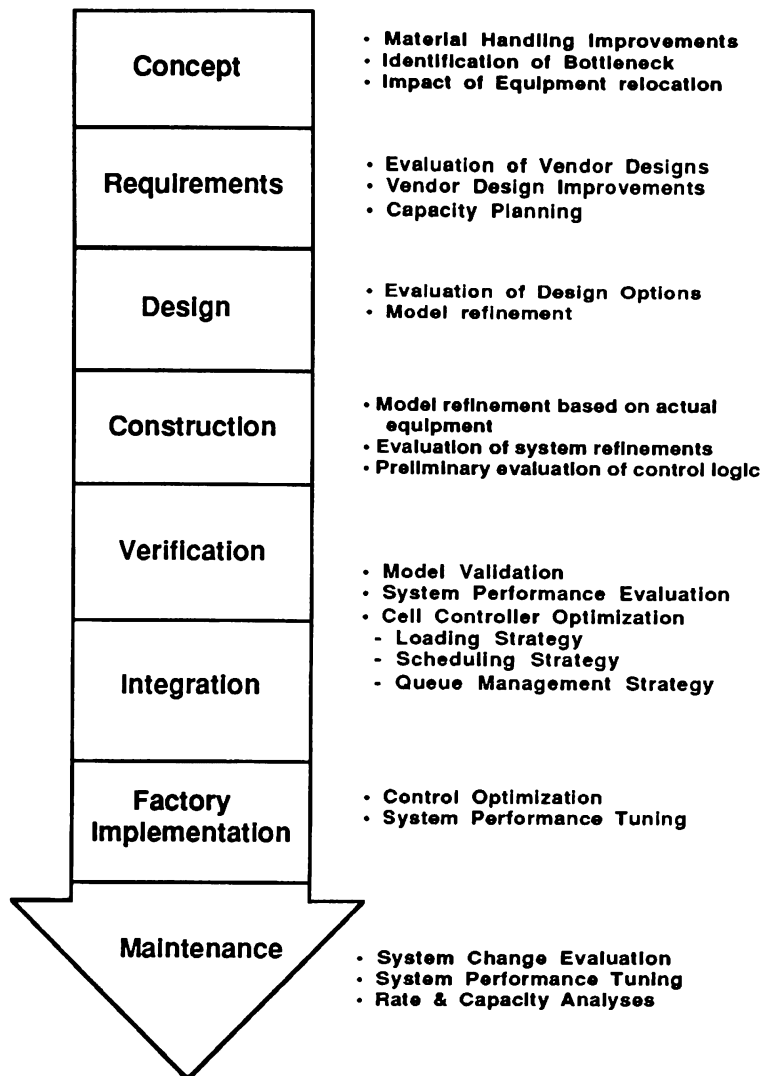 Concept
• Material Handling Improvements
• Identification of Bottleneck
• Impact of Equipment relocation
Requirements
• Evaluation of Vendor Designs
• Vendor Design Improvements
• Capacity Planning
Design
• Evaluation of Design Options
• Model refinement
Construction
• Model refinement based on actual
equipment
• Evaluation of system refinements
• Preliminary evaluation of control logic
Verification
Integration
• Model Validation
• System Performance Evaluation
• Cell Controller Optimization
- Loading Strategy
- Scheduling Strategy
- Queue Management Strategy
Factory
Implementation
• Control Optimization
• System Performance Tuning
Maintenance
• System Change Evaluation
• System Performance Tuning
• Rate & Capacity Analyses